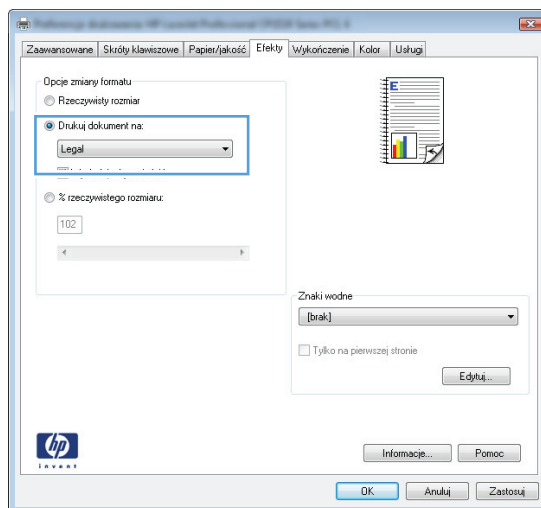 Zaawansowane Skróty klawiszowe Papier/jakość Efekty Wykończenie Kolor Usługi
Opcje zmiany formatu
Rzeczywisty rozmiar
Drukuj dokument na:
Legal
% rzeczywistego rozmiaru:
102
Znaki wodne
[brak]
Tylko na pierwszej stronie
Edytuj...
hp
invent
Informacje... Pomoc
OK Anuluj Zastosuj